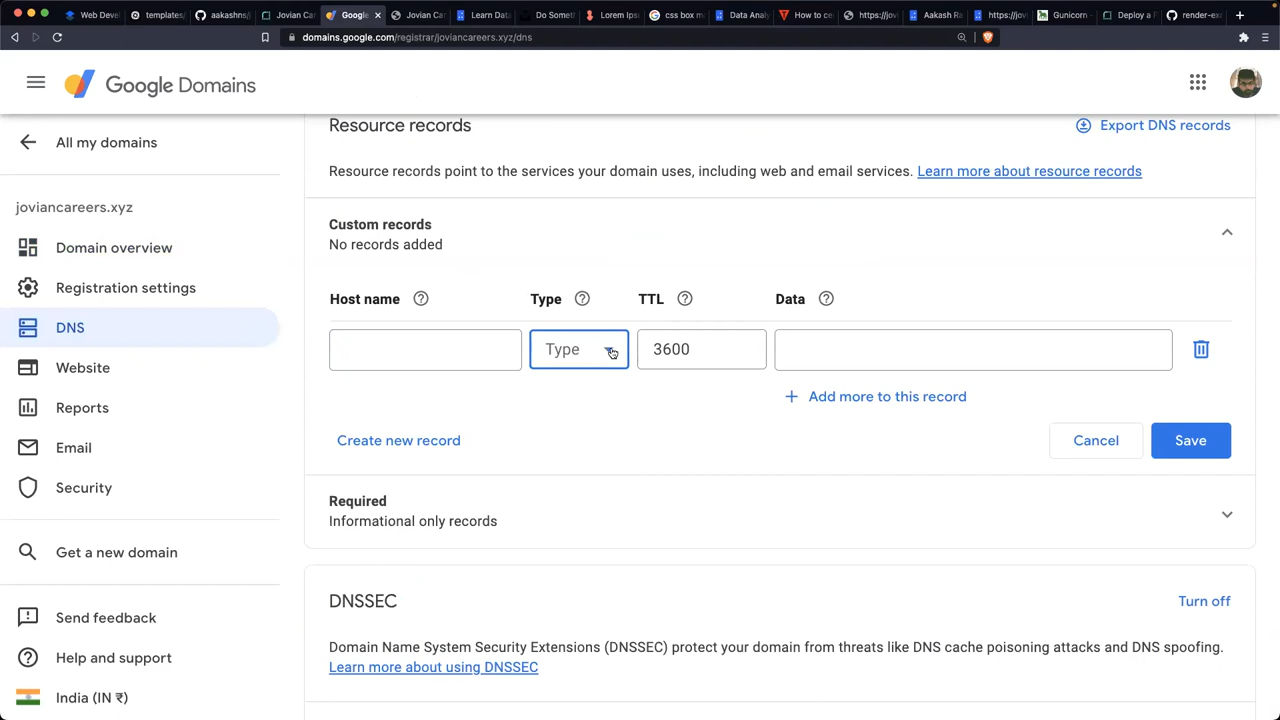 Web Develo
templates/
aakashns/j
Jovian Car
Google
Jovian Car
Learn Data
Do Someth
Lorem Ipsu
css box m
Data Analy
How to ce
https://jovi
Aakash Ra
https://jov
Gunicorn -
Deploy a F
render-exa
domains.google.com/registrar/joviancareers.xyz/dns
Google Domains
All my domains
joviancareers.xyz
Domain overview
Registration settings
DNS
Website
Reports
Email
Security
Get a new domain
Send feedback
Help and support
India (IN ₹)
Resource records
Export DNS records
Resource records point to the services your domain uses, including web and email services. Learn more about resource records
Custom records
No records added
Host name
Type
TTL
Data
Type
3600
Add more to this record
Create new record
Cancel
Save
Required
Informational only records
DNSSEC
Turn off
Domain Name System Security Extensions (DNSSEC) protect your domain from threats like DNS cache poisoning attacks and DNS spoofing.
Learn more about using DNSSEC